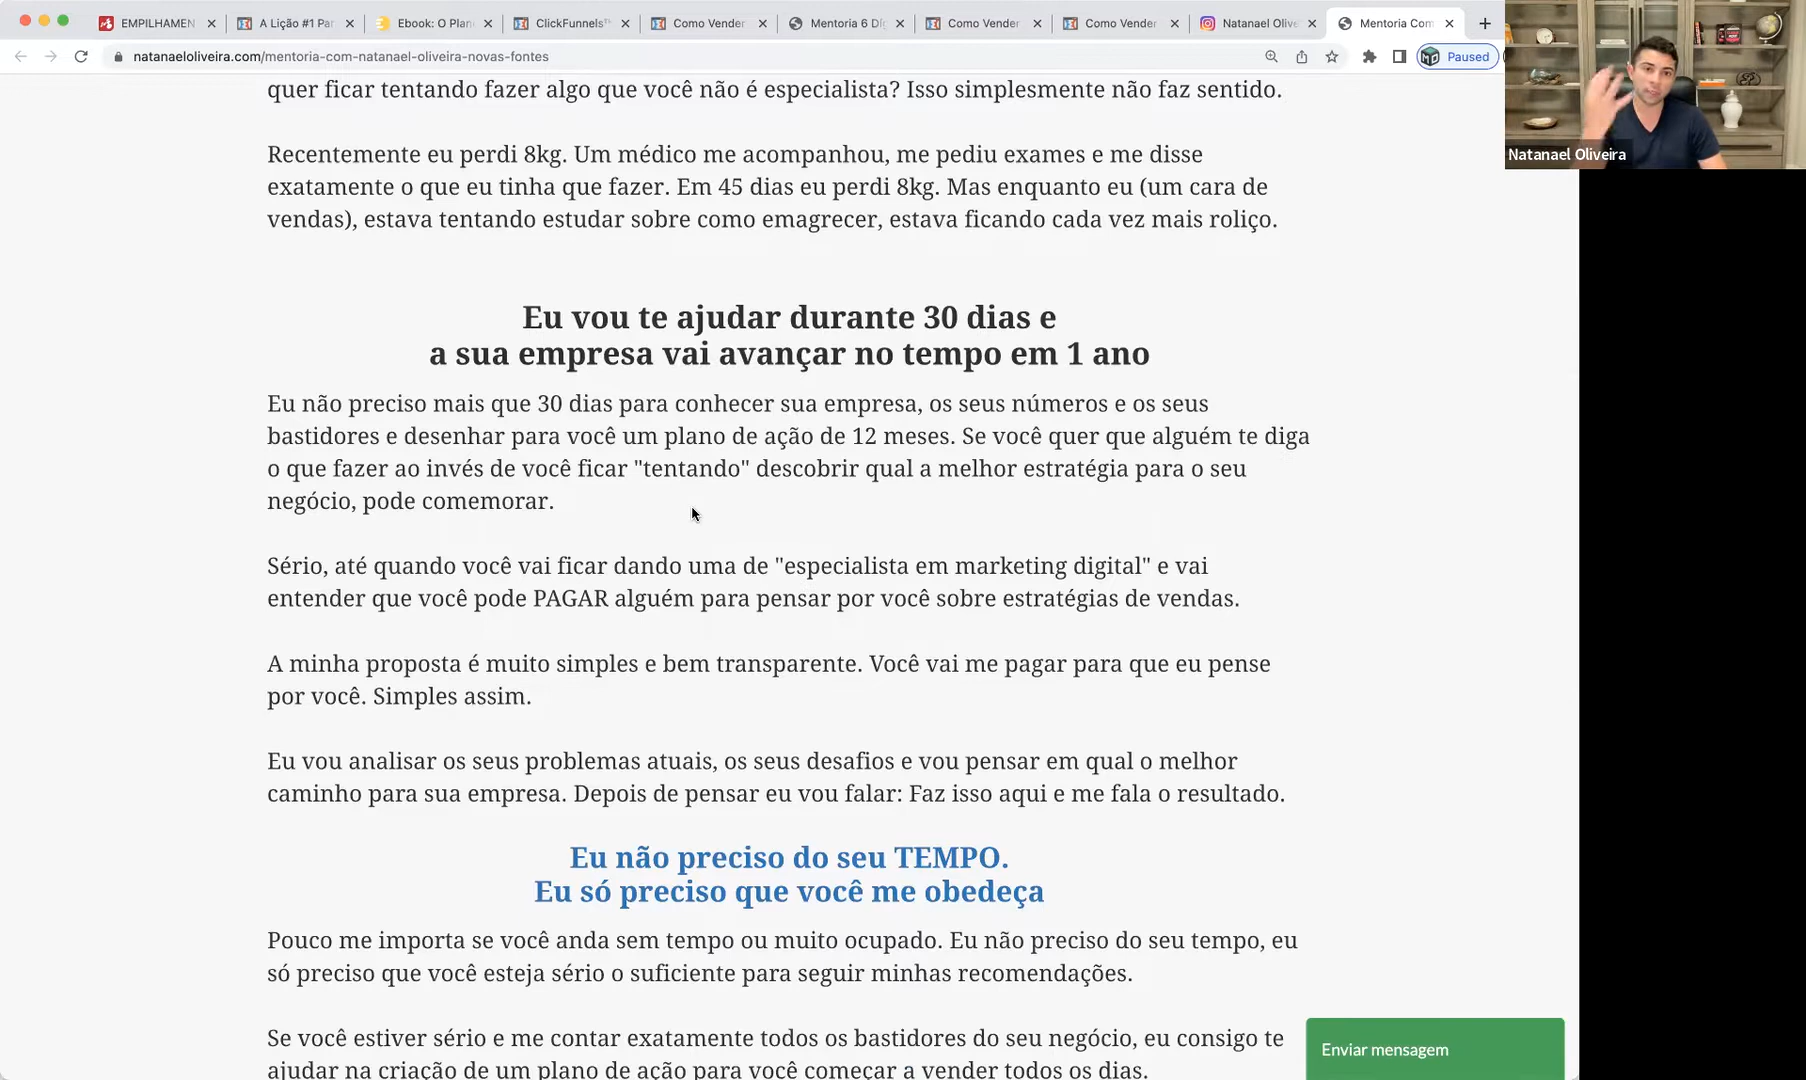 EMPILHAMEN
A Lição #1 Par
Ebook: O Plan
ClickFunnels™
Como Vender
Mentoria 6 Díg
Como Vender
Como Vender
Natanael Olive
Mentoria Com
natanaeloliveira.com/mentoria-com-natanael-oliveira-novas-fontes
Paused
Natanael Oliveira
quer ficar tentando fazer algo que você não é especialista? Isso simplesmente não faz sentido.
Recentemente eu perdi 8kg. Um médico me acompanhou, me pediu exames e me disse
exatamente o que eu tinha que fazer. Em 45 dias eu perdi 8kg. Mas enquanto eu (um cara de
vendas), estava tentando estudar sobre como emagrecer, estava ficando cada vez mais roliço.
Eu vou te ajudar durante 30 dias e
a sua empresa vai avançar no tempo em 1 ano
Eu não preciso mais que 30 dias para conhecer sua empresa, os seus números e os seus
bastidores e desenhar para você um plano de ação de 12 meses. Se você quer que alguém te diga
o que fazer ao invés de você ficar "tentando" descobrir qual a melhor estratégia para o seu
negócio, pode comemorar.
Sério, até quando você vai ficar dando uma de "especialista em marketing digital" e vai
entender que você pode PAGAR alguém para pensar por você sobre estratégias de vendas.
A minha proposta é muito simples e bem transparente. Você vai me pagar para que eu pense
por você. Simples assim.
Eu vou analisar os seus problemas atuais, os seus desafios e vou pensar em qual o melhor
caminho para sua empresa. Depois de pensar eu vou falar: Faz isso aqui e me fala o resultado.
Eu não preciso do seu TEMPO.
Eu só preciso que você me obedeça
Pouco me importa se você anda sem tempo ou muito ocupado. Eu não preciso do seu tempo, eu
só preciso que você esteja sério o suficiente para seguir minhas recomendações.
Se você estiver sério e me contar exatamente todos os bastidores do seu negócio, eu consigo te
ajudar na criação de um plano de ação para você começar a vender todos os dias.
Enviar mensagem